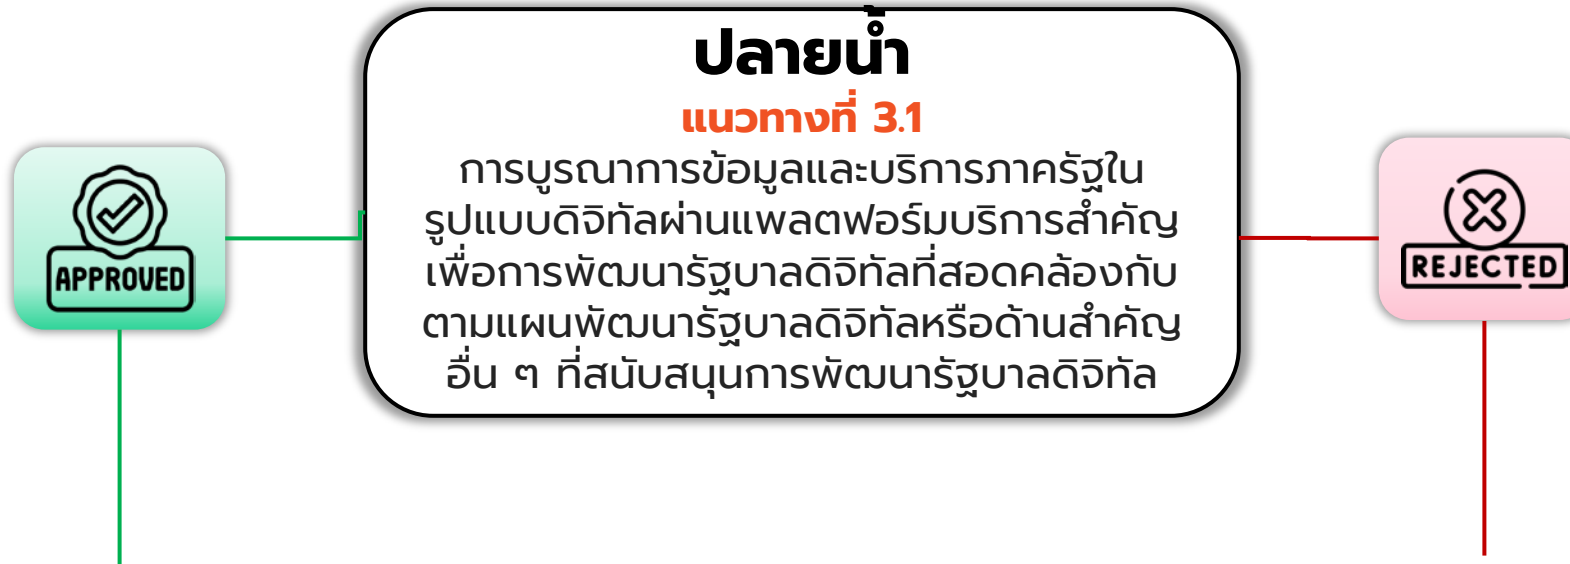 ปลายน้ำ
แนวทางที่ 3.1
การบูรณาการข้อมูลและบริการภาครัฐใน
รูปแบบดิจิทัลผ่านแพลตฟอร์มบริการสำคัญ
เพื่อการพัฒนารัฐบาลดิจิทัลที่สอดคล้องกับ
ตามแผนพัฒนารัฐบาลดิจิทัลหรือด้านสำคัญ
อื่น ๆ ที่สนับสนุนการพัฒนารัฐบาลดิจิทัล
APPROVED
REJECTED